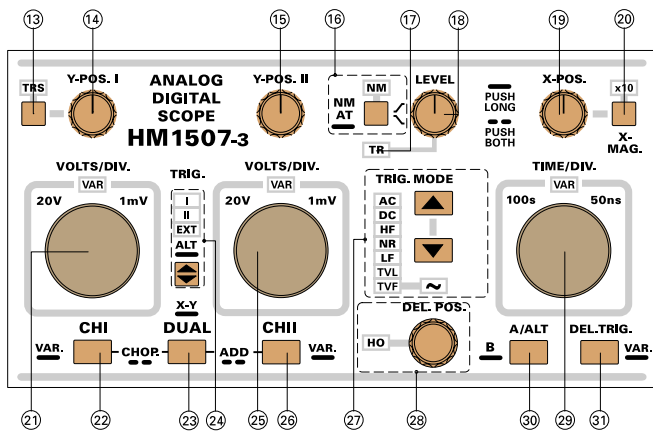 13 14 15 16 17 18 19 20
TRS
Y-POS. I
ANALOG
DIGITAL
SCOPE
HM1507-3
Y-POS. II
NM
AT
NM
LEVEL
TR
PUSH
LONG
PUSH
BOTH
X-POS.
x10
X-
MAG.
VOLTS/DIV.
VAR
20V 1mV
TRIG.
I
II
EXT
ALT
VOLTS/DIV.
VAR
20V 1mV
TRIG. MODE
AC
DC
HF
NR
LF
TVL
TVF
~
TIME/DIV.
VAR
100s 50ns
X-Y
VAR.
CHI
CHOP.
DUAL
ADD
CHII
VAR.
DEL. POS.
HO
B
A/ALT
DEL.TRIG.
VAR.
21 22 23 24 25 26 27 28 30 29 31